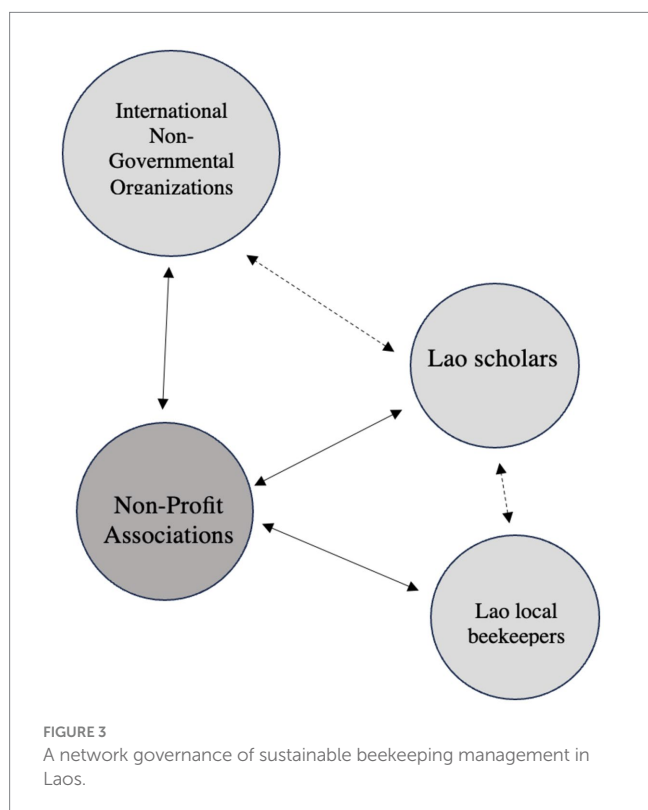 International
Non-
Governmental
Organizations
Lao scholars
Non-Profit
Associations
Lao local
beekeepers
FIGURE 3
A network governance of sustainable beekeeping management in
Laos.